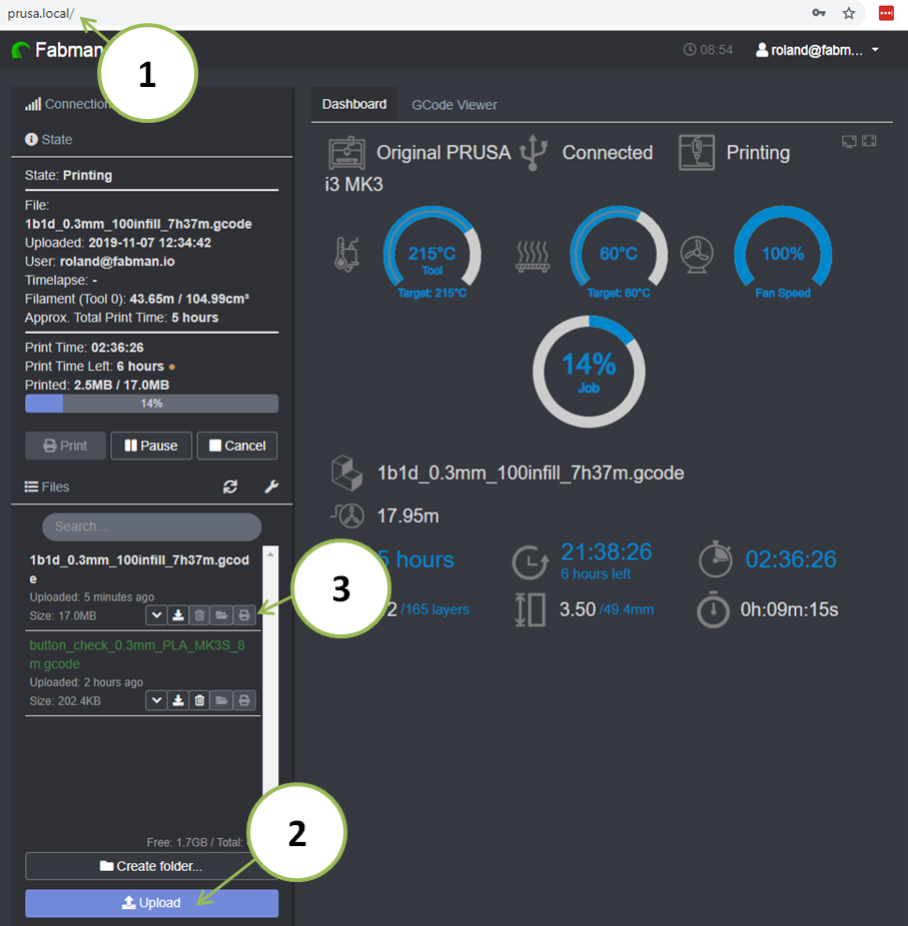 prusa.local/
Fabman
08:54
roland@fabm...
1
Connection
State
State: Printing
File:
1b1d_0.3mm_100infill_7h37m.gcode
Uploaded: 2019-11-07 12:34:42
User: roland@fabman.io
Timelapse: -
Filament (Tool 0): 43.65m / 104.99cm³
Approx. Total Print Time: 5 hours
Print Time: 02:36:26
Print Time Left: 6 hours
Printed: 2.5MB / 17.0MB
14%
Print
Pause
Cancel
Files
Search...
1b1d_0.3mm_100infill_7h37m.gcod
e
Uploaded: 5 minutes ago
Size: 17.0MB
3
button_check_0.3mm_PLA_MK3S_8
m.gcode
Uploaded: 2 hours ago
Size: 202.4KB
2
Free: 1.7GB / Total:
Create folder...
Upload
Dashboard
GCode Viewer
Original PRUSA
i3 MK3
Connected
Printing
215°C
Tool
Target: 215°C
60°C
Target: 60°C
100%
Fan Speed
14%
Job
1b1d_0.3mm_100infill_7h37m.gcode
17.95m
5 hours
21:38:26
6 hours left
02:36:26
2 /165 layers
3.50 /49.4mm
0h:09m:15s